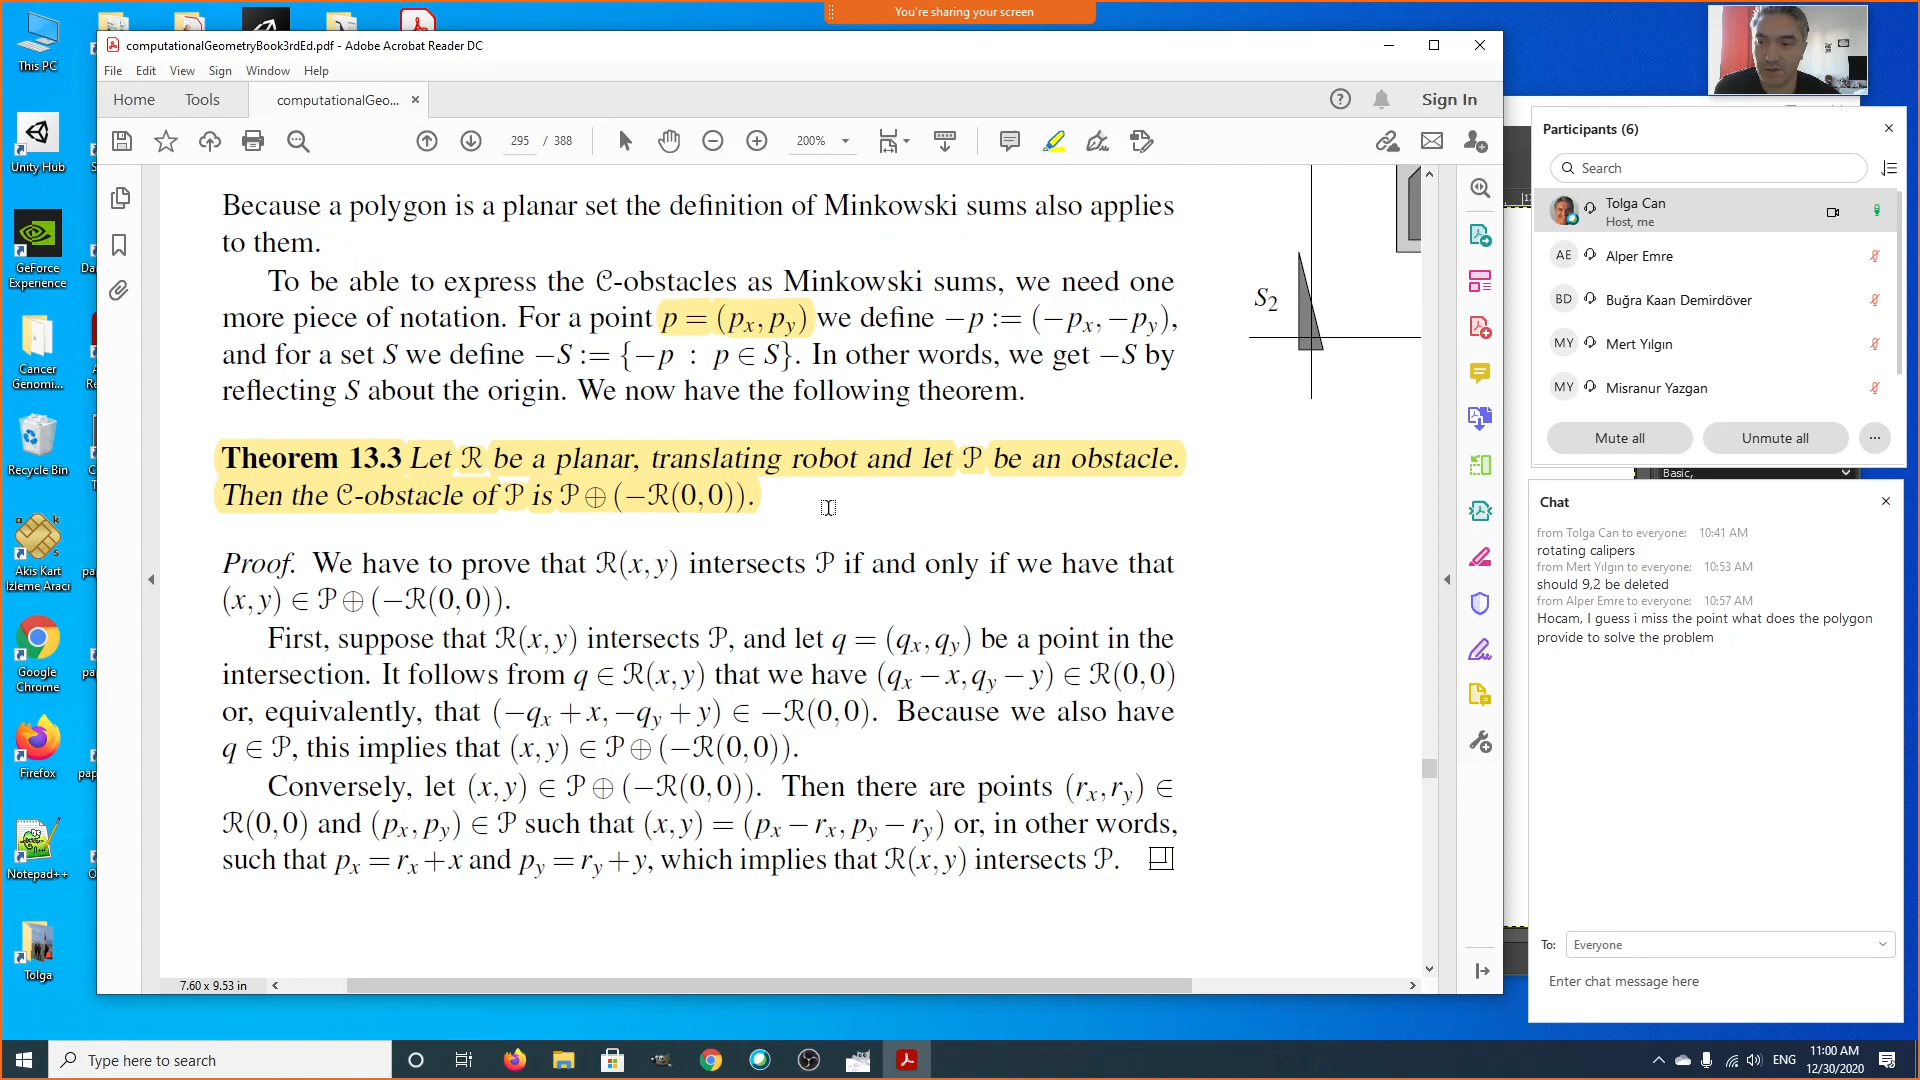 You're sharing your screen
computationalGeometryBook3rdEd.pdf - Adobe Acrobat Reader DC
File Edit View Sign Window Help
Home Tools computationalGeo... ×
Sign In
295 / 388
200%
Because a polygon is a planar set the definition of Minkowski sums also applies
to them.
To be able to express the C-obstacles as Minkowski sums, we need one
more piece of notation. For a point p = (pₓ, p_y) we define −p := (−pₓ, −p_y),
and for a set S we define −S := {−p : p ∈ S}. In other words, we get −S by
reflecting S about the origin. We now have the following theorem.
S₂
Theorem 13.3 Let R be a planar, translating robot and let P be an obstacle.
Then the C-obstacle of P is P ⊕ (−R(0,0)).
Proof. We have to prove that R(x,y) intersects P if and only if we have that
(x,y) ∈ P ⊕ (−R(0,0)).
First, suppose that R(x,y) intersects P, and let q = (qₓ, q_y) be a point in the
intersection. It follows from q ∈ R(x,y) that we have (qₓ − x, q_y − y) ∈ R(0,0)
or, equivalently, that (−qₓ + x, −q_y + y) ∈ −R(0,0). Because we also have
q ∈ P, this implies that (x,y) ∈ P ⊕ (−R(0,0)).
Conversely, let (x,y) ∈ P ⊕ (−R(0,0)). Then there are points (rₓ, r_y) ∈
R(0,0) and (pₓ, p_y) ∈ P such that (x,y) = (pₓ − rₓ, p_y − r_y) or, in other words,
such that pₓ = rₓ + x and p_y = r_y + y, which implies that R(x,y) intersects P.
7.60 x 9.53 in
This PC
Unity Hub
GeForce
Experience
Cancer
Genomi...
Recycle Bin
Akis Kart
Izleme Araci
Google
Chrome
Firefox
Notepad++
Tolga
Participants (6)
Search
Tolga Can
Host, me
AE Alper Emre
BD Buğra Kaan Demirdöver
MY Mert Yılgın
MY Misranur Yazgan
Mute all Unmute all ...
Basic,
Chat
from Tolga Can to everyone: 10:41 AM
rotating calipers
from Mert Yılgın to everyone: 10:53 AM
should 9,2 be deleted
from Alper Emre to everyone: 10:57 AM
Hocam, I guess i miss the point what does the polygon
provide to solve the problem
To: Everyone
Enter chat message here
Type here to search
ENG
11:00 AM
12/30/2020